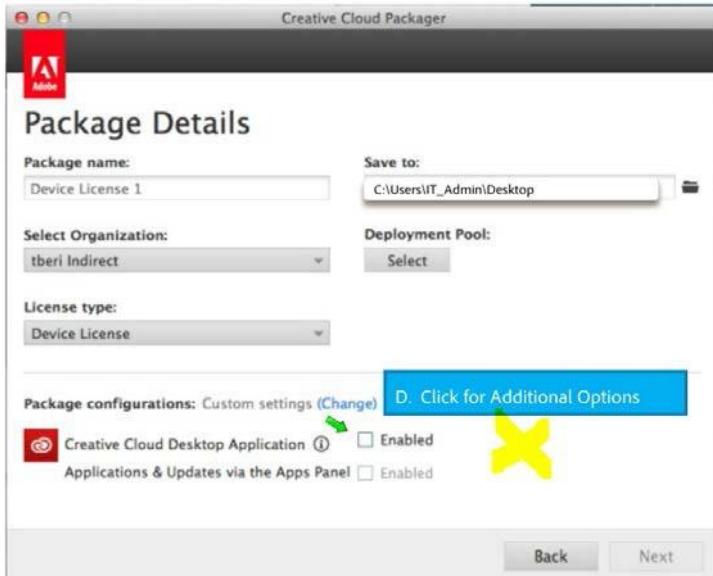 Creative Cloud Packager
Adobe
Package Details
Package name:
Save to:
Device License 1
C:\Users\IT_Admin\Desktop
Select Organization:
Deployment Pool:
tberi Indirect
Select
License type:
Device License
Package configurations: Custom settings (Change)
D. Click for Additional Options
Creative Cloud Desktop Application
Enabled
Applications & Updates via the Apps Panel
Enabled
Back
Next